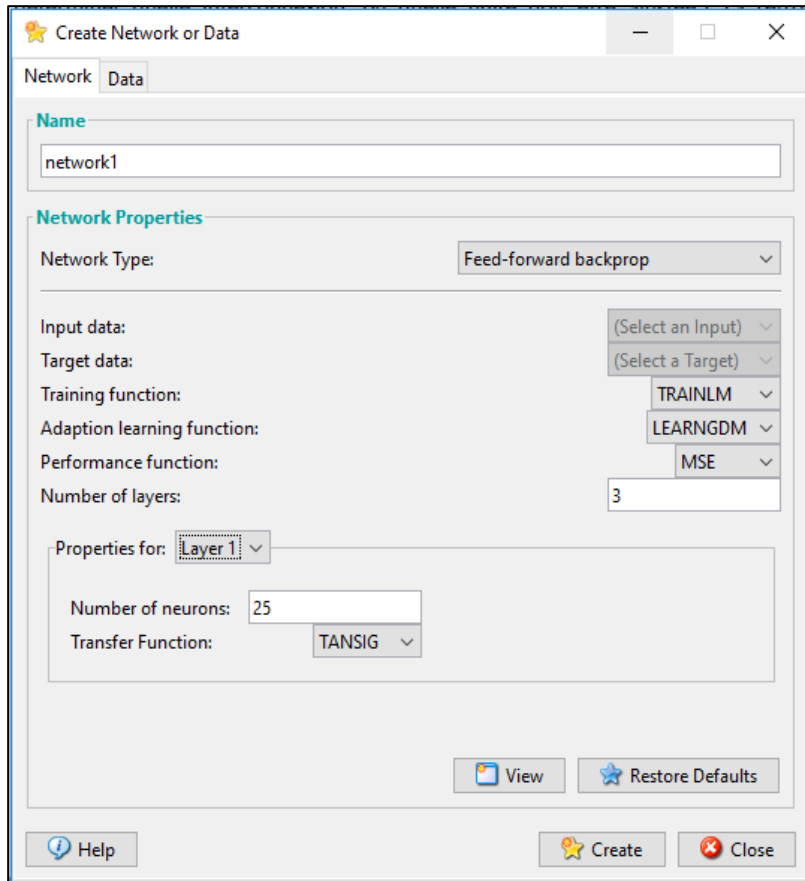 Create Network or Data
Network Data
Name
network1
Network Properties
Network Type: Feed-forward backprop
Input data: (Select an Input)
Target data: (Select a Target)
Training function: TRAINLM
Adaption learning function: LEARNGDM
Performance function: MSE
Number of layers: 3
Properties for: Layer 1
Number of neurons: 25
Transfer Function: TANSIG
View Restore Defaults
Help Create Close